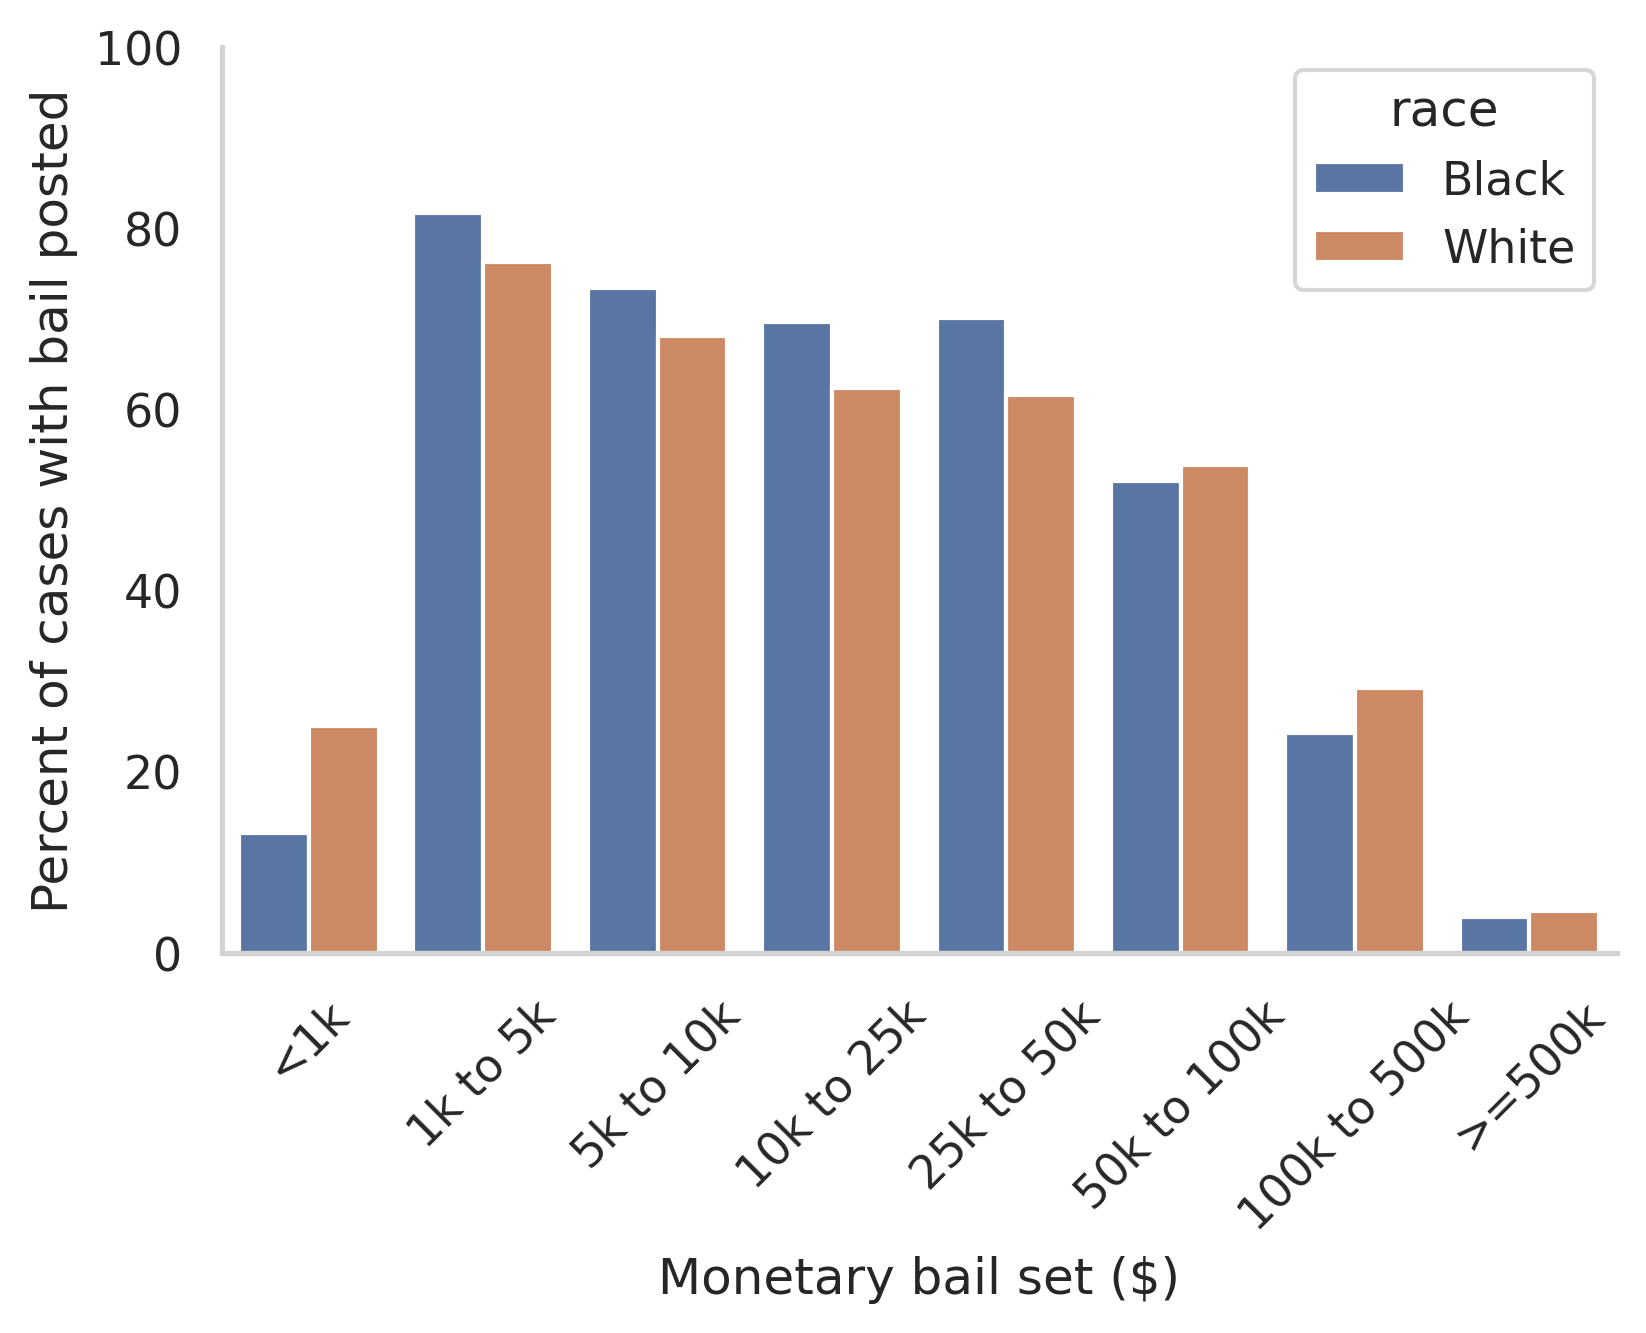 Percent of cases with bail posted
100
80
60
40
20
0
race
Black
White
<1k
1k to 5k
5k to 10k
10k to 25k
25k to 50k
50k to 100k
100k to 500k
>=500k
Monetary bail set ($)